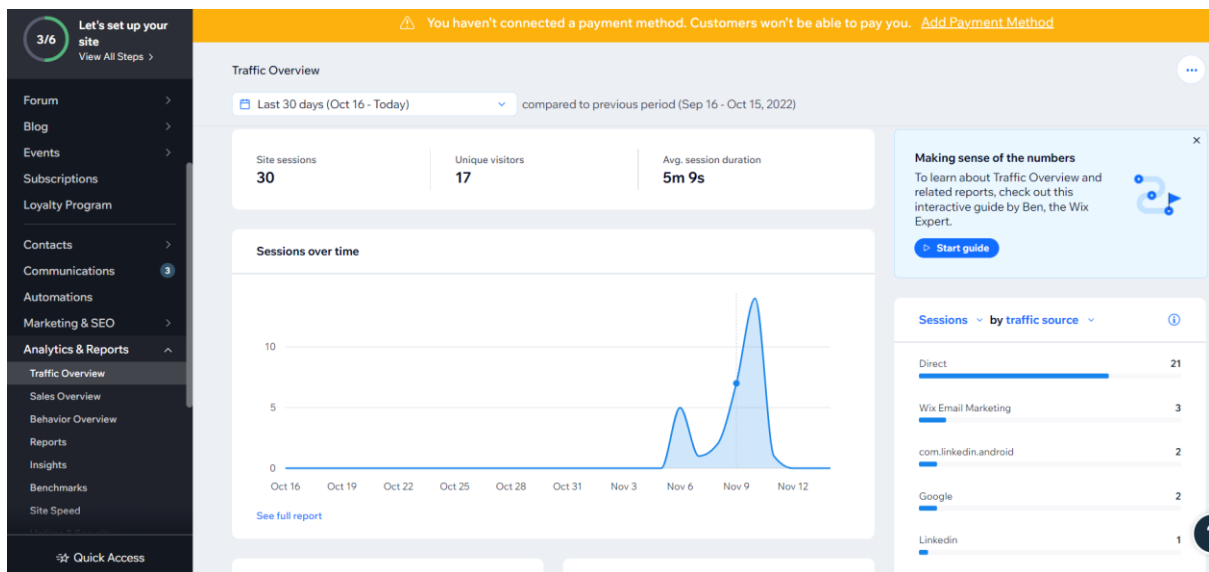 3/6
Let's set up your
site
View All Steps >
Forum
Blog
Events
Subscriptions
Loyalty Program
Contacts
Communications 3
Automations
Marketing & SEO
Analytics & Reports
Traffic Overview
Sales Overview
Behavior Overview
Reports
Insights
Benchmarks
Site Speed
Quick Access
You haven't connected a payment method. Customers won't be able to pay you. Add Payment Method
Traffic Overview
Last 30 days (Oct 16 - Today) compared to previous period (Sep 16 - Oct 15, 2022)
Site sessions
30
Unique visitors
17
Avg. session duration
5m 9s
Sessions over time
10
5
0
Oct 16 Oct 19 Oct 22 Oct 25 Oct 28 Oct 31 Nov 3 Nov 6 Nov 9 Nov 12
See full report
Making sense of the numbers
To learn about Traffic Overview and
related reports, check out this
interactive guide by Ben, the Wix
Expert.
Start guide
Sessions by traffic source
Direct 21
Wix Email Marketing 3
com.linkedin.android 2
Google 2
Linkedin 1